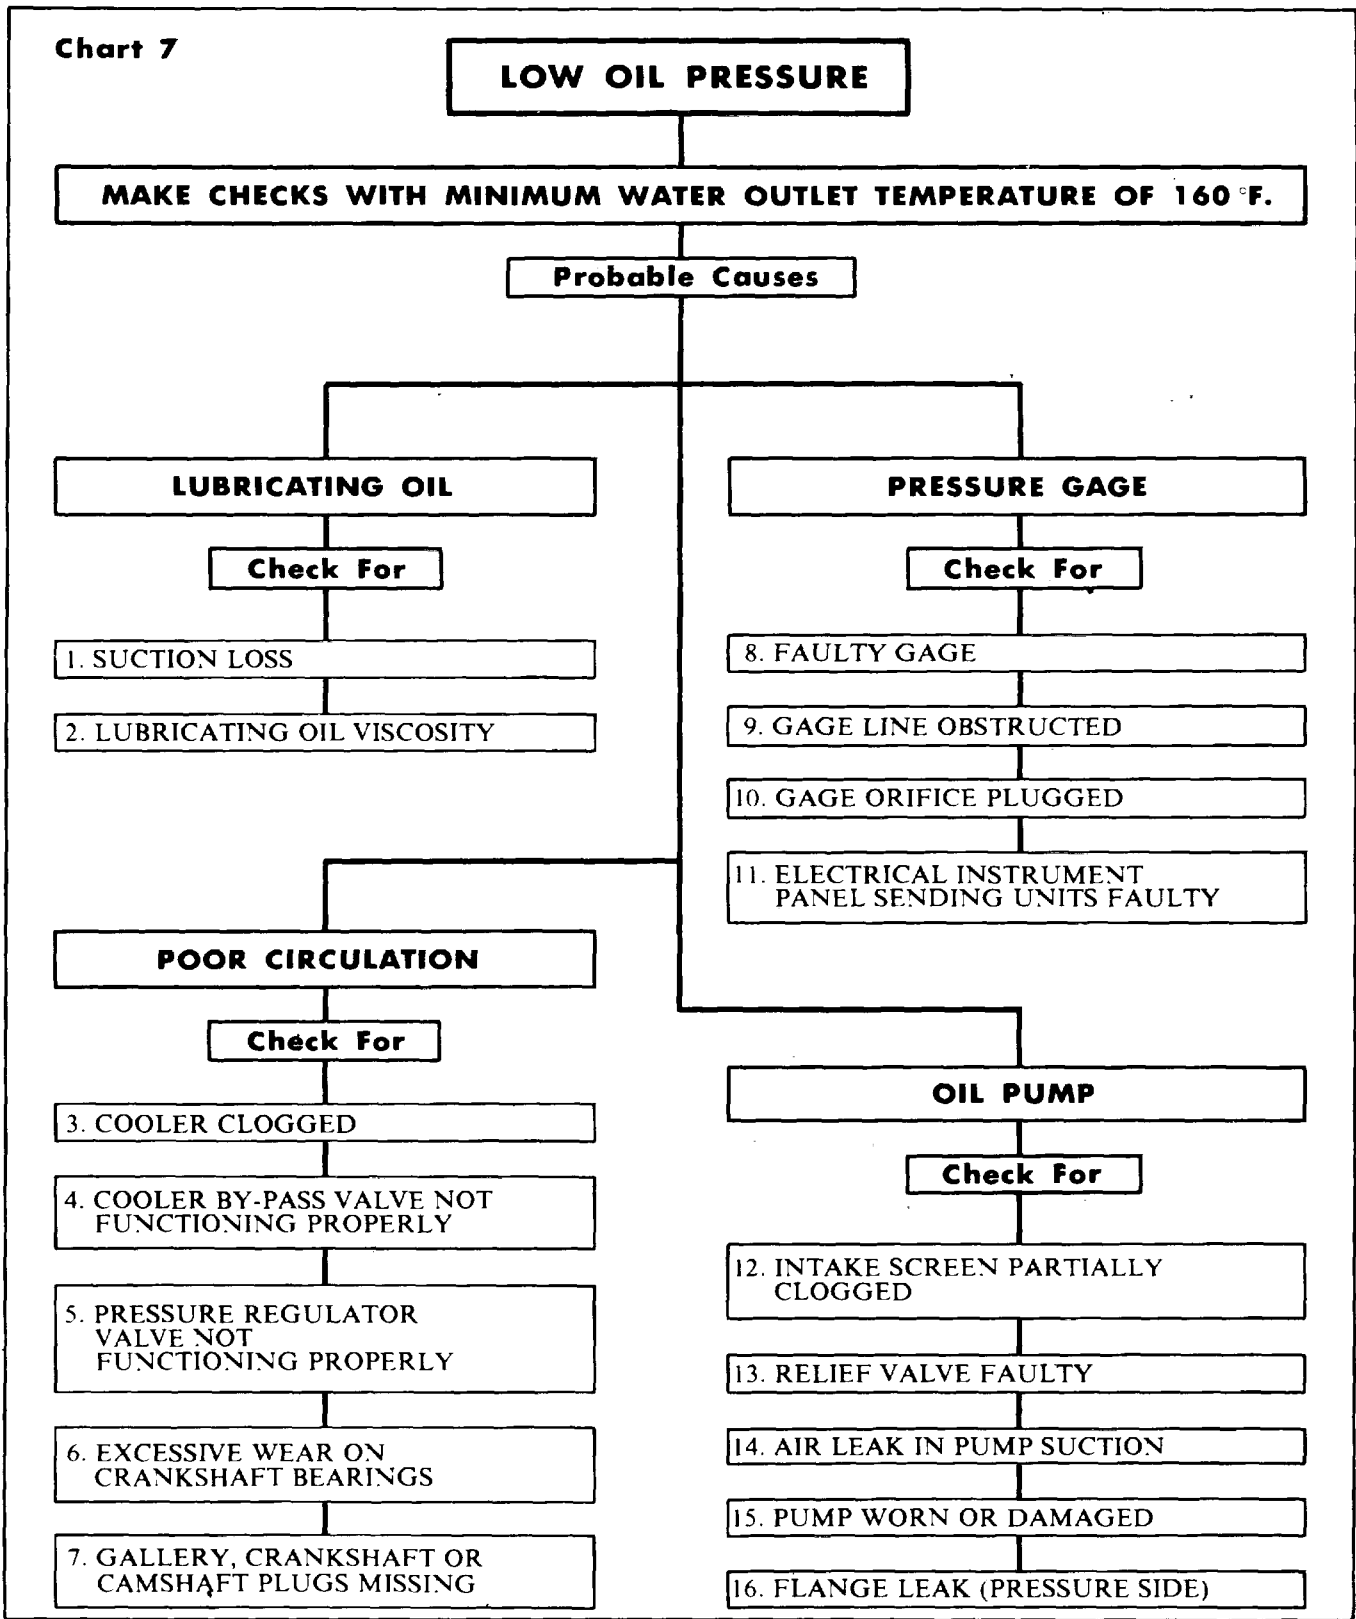 Chart 7
LOW OIL PRESSURE
MAKE CHECKS WITH MINIMUM WATER OUTLET TEMPERATURE OF 160 °F.
Probable Causes
LUBRICATING OIL
Check For
1. SUCTION LOSS
2. LUBRICATING OIL VISCOSITY
PRESSURE GAGE
Check For
8. FAULTY GAGE
9. GAGE LINE OBSTRUCTED
10. GAGE ORIFICE PLUGGED
11. ELECTRICAL INSTRUMENT
PANEL SENDING UNITS FAULTY
POOR CIRCULATION
Check For
3. COOLER CLOGGED
4. COOLER BY-PASS VALVE NOT
FUNCTIONING PROPERLY
5. PRESSURE REGULATOR
VALVE NOT
FUNCTIONING PROPERLY
6. EXCESSIVE WEAR ON
CRANKSHAFT BEARINGS
7. GALLERY, CRANKSHAFT OR
CAMSHAFT PLUGS MISSING
OIL PUMP
Check For
12. INTAKE SCREEN PARTIALLY
CLOGGED
13. RELIEF VALVE FAULTY
14. AIR LEAK IN PUMP SUCTION
15. PUMP WORN OR DAMAGED
16. FLANGE LEAK (PRESSURE SIDE)